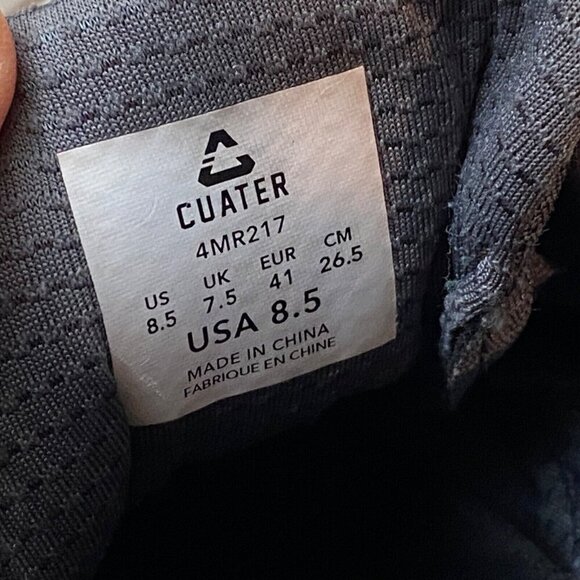 CUATER
4MR217
US UK EUR CM
8.5 7.5 41 26.5
USA 8.5
MADE IN CHINA
FABRIQUE EN CHINE